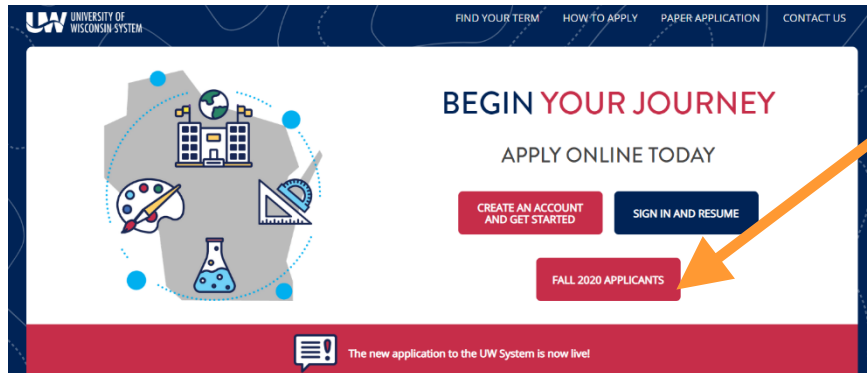 UNIVERSITY OF
WISCONSIN SYSTEM
FIND YOUR TERM HOW TO APPLY PAPER APPLICATION CONTACT US
BEGIN YOUR JOURNEY
APPLY ONLINE TODAY
CREATE AN ACCOUNT
AND GET STARTED
SIGN IN AND RESUME
FALL 2020 APPLICANTS
The new application to the UW System is now live!